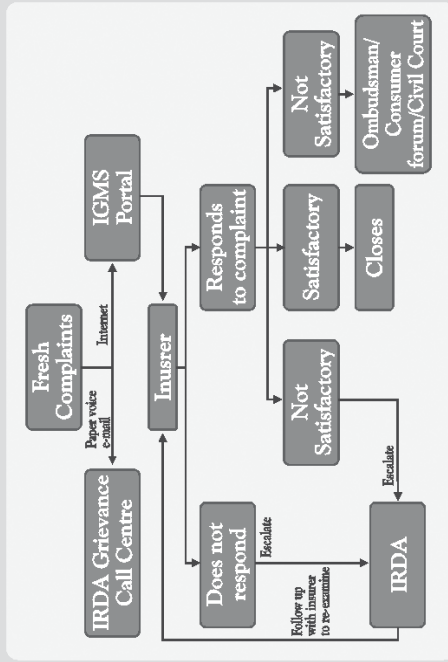 Fresh
Complaints
Paper voice
e-mail
Internet
IRDA Grievance
Call Centre
IGMS
Portal
Inusrer
Does not
respond
Responds
to complaint
Escalate
Follow up
with insurer
to re-examine
Not
Satisfactory
Satisfactory
Not
Satisfactory
Escalate
IRDA
Closes
Ombudsman/
Consumer
forum/Civil Court